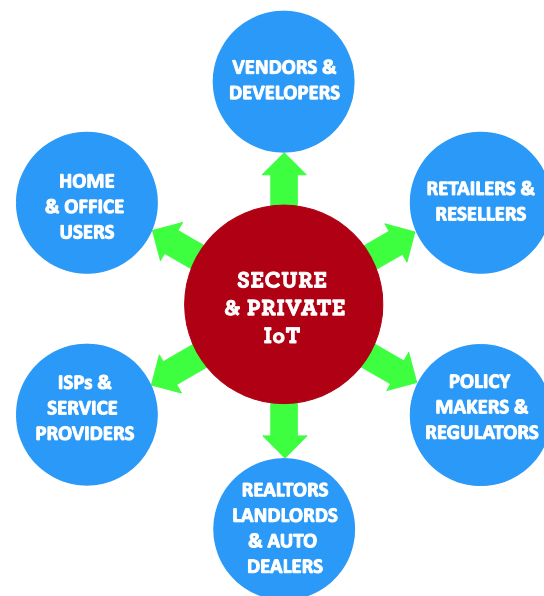 VENDORS &
DEVELOPERS
HOME
& OFFICE
USERS
RETAILERS &
RESELLERS
SECURE
& PRIVATE
IoT
ISPs &
SERVICE
PROVIDERS
POLICY
MAKERS &
REGULATORS
REALTORS
LANDLORDS
& AUTO
DEALERS